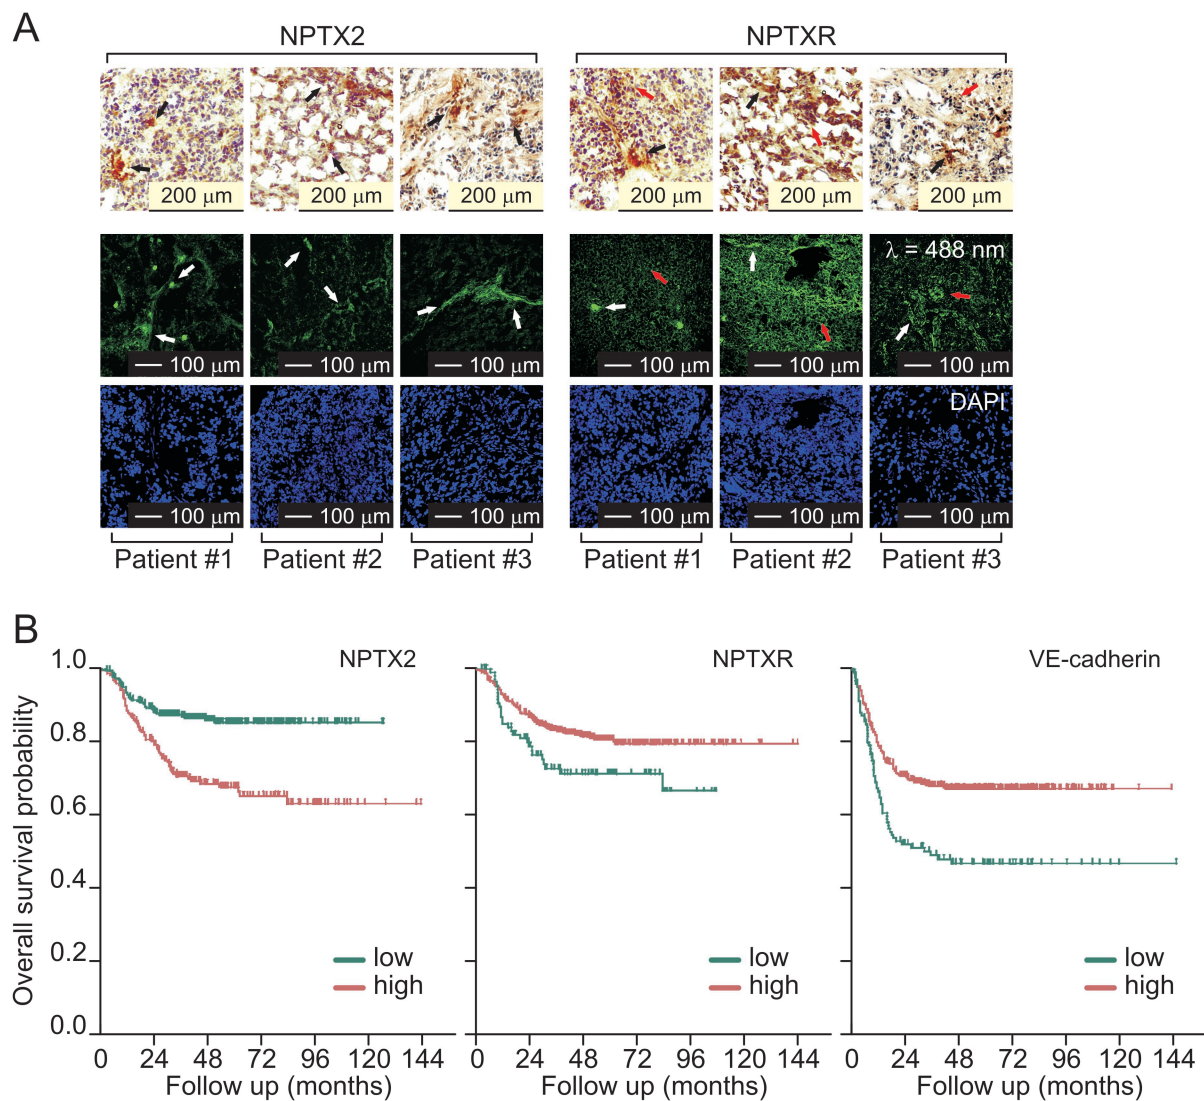 A
NPTX2 NPTXR
200 μm 200 μm 200 μm 200 μm 200 μm 200 μm
λ = 488 nm
100 μm 100 μm 100 μm 100 μm 100 μm 100 μm
DAPI
100 μm 100 μm 100 μm 100 μm 100 μm 100 μm
Patient #1 Patient #2 Patient #3 Patient #1 Patient #2 Patient #3
B
Overall survival probability
1.0
0.8
0.6
0.4
0.2
0.0
NPTX2
low
high
0 24 48 72 96 120 144
Follow up (months)
NPTXR
low
high
0 24 48 72 96 120 144
Follow up (months)
VE-cadherin
low
high
0 24 48 72 96 120 144
Follow up (months)